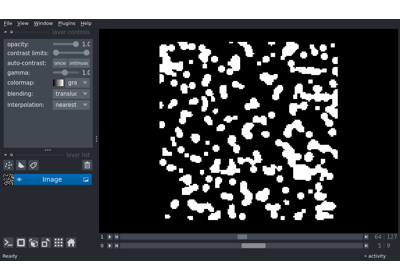 File View Window Plugins Help
layer controls
opacity: 1.0
contrast limits:
auto-contrast: once
gamma: 1.0
colormap: gra
blending: translu
interpolation: nearest
layer list
Image
1 64 127
0 5 9
Ready activity